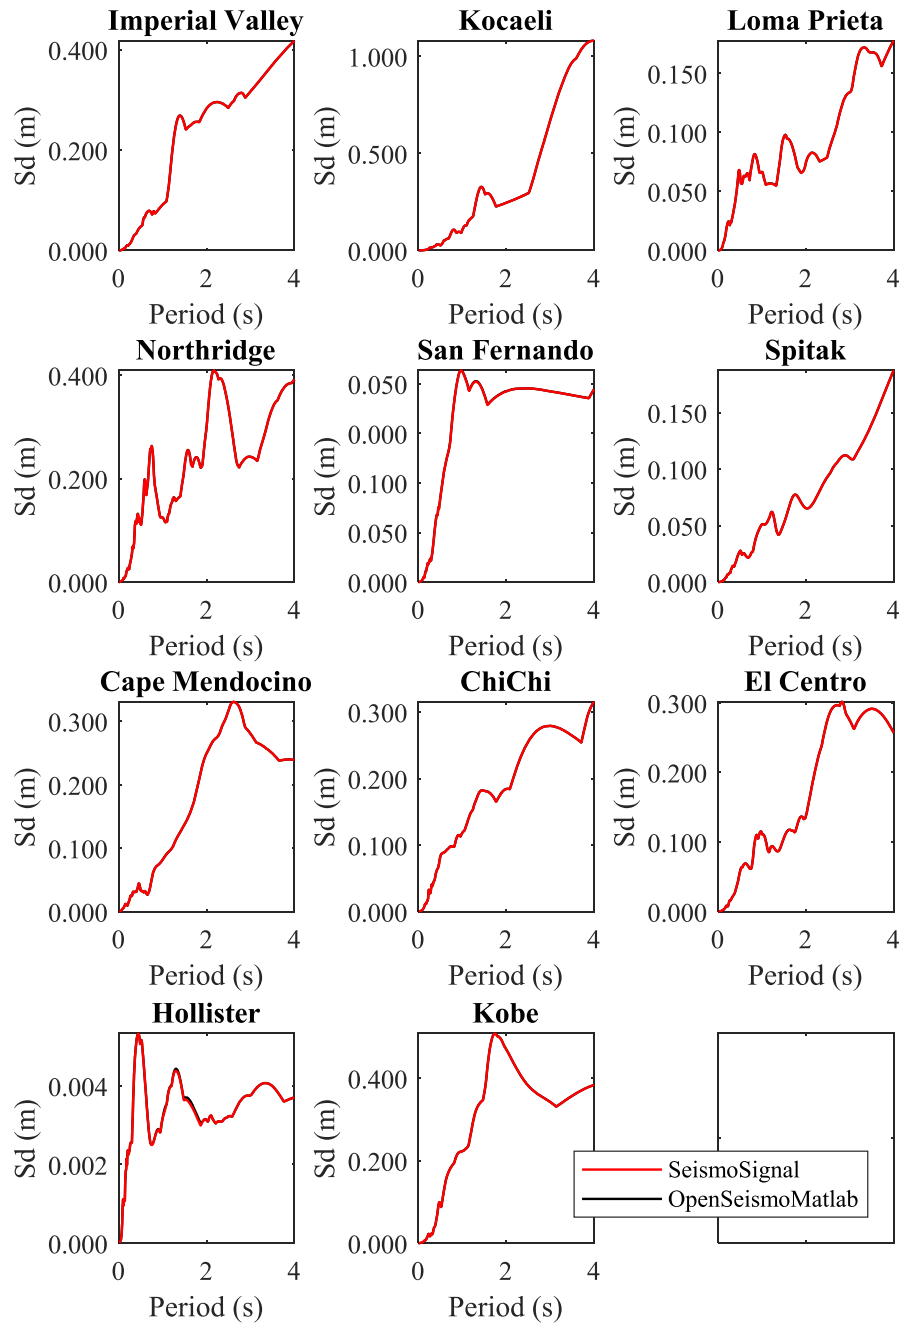 Imperial Valley
0.400
0.200
0.000
Sd (m)
0 2 4
Period (s)
Kocaeli
1.000
0.500
0.000
Sd (m)
0 2 4
Period (s)
Loma Prieta
0.150
0.100
0.050
0.000
Sd (m)
0 2 4
Period (s)
Northridge
0.400
0.200
0.000
Sd (m)
0 2 4
Period (s)
San Fernando
0.050
0.000
0.100
0.050
0.000
Sd (m)
0 2 4
Period (s)
Spitak
0.150
0.100
0.050
0.000
Sd (m)
0 2 4
Period (s)
Cape Mendocino
0.300
0.200
0.100
0.000
Sd (m)
0 2 4
Period (s)
ChiChi
0.300
0.200
0.100
0.000
Sd (m)
0 2 4
Period (s)
El Centro
0.300
0.200
0.100
0.000
Sd (m)
0 2 4
Period (s)
Hollister
0.004
0.002
0.000
Sd (m)
0 2 4
Period (s)
Kobe
0.400
0.200
0.000
Sd (m)
0 2 4
Period (s)
SeismoSignal
OpenSeismoMatlab